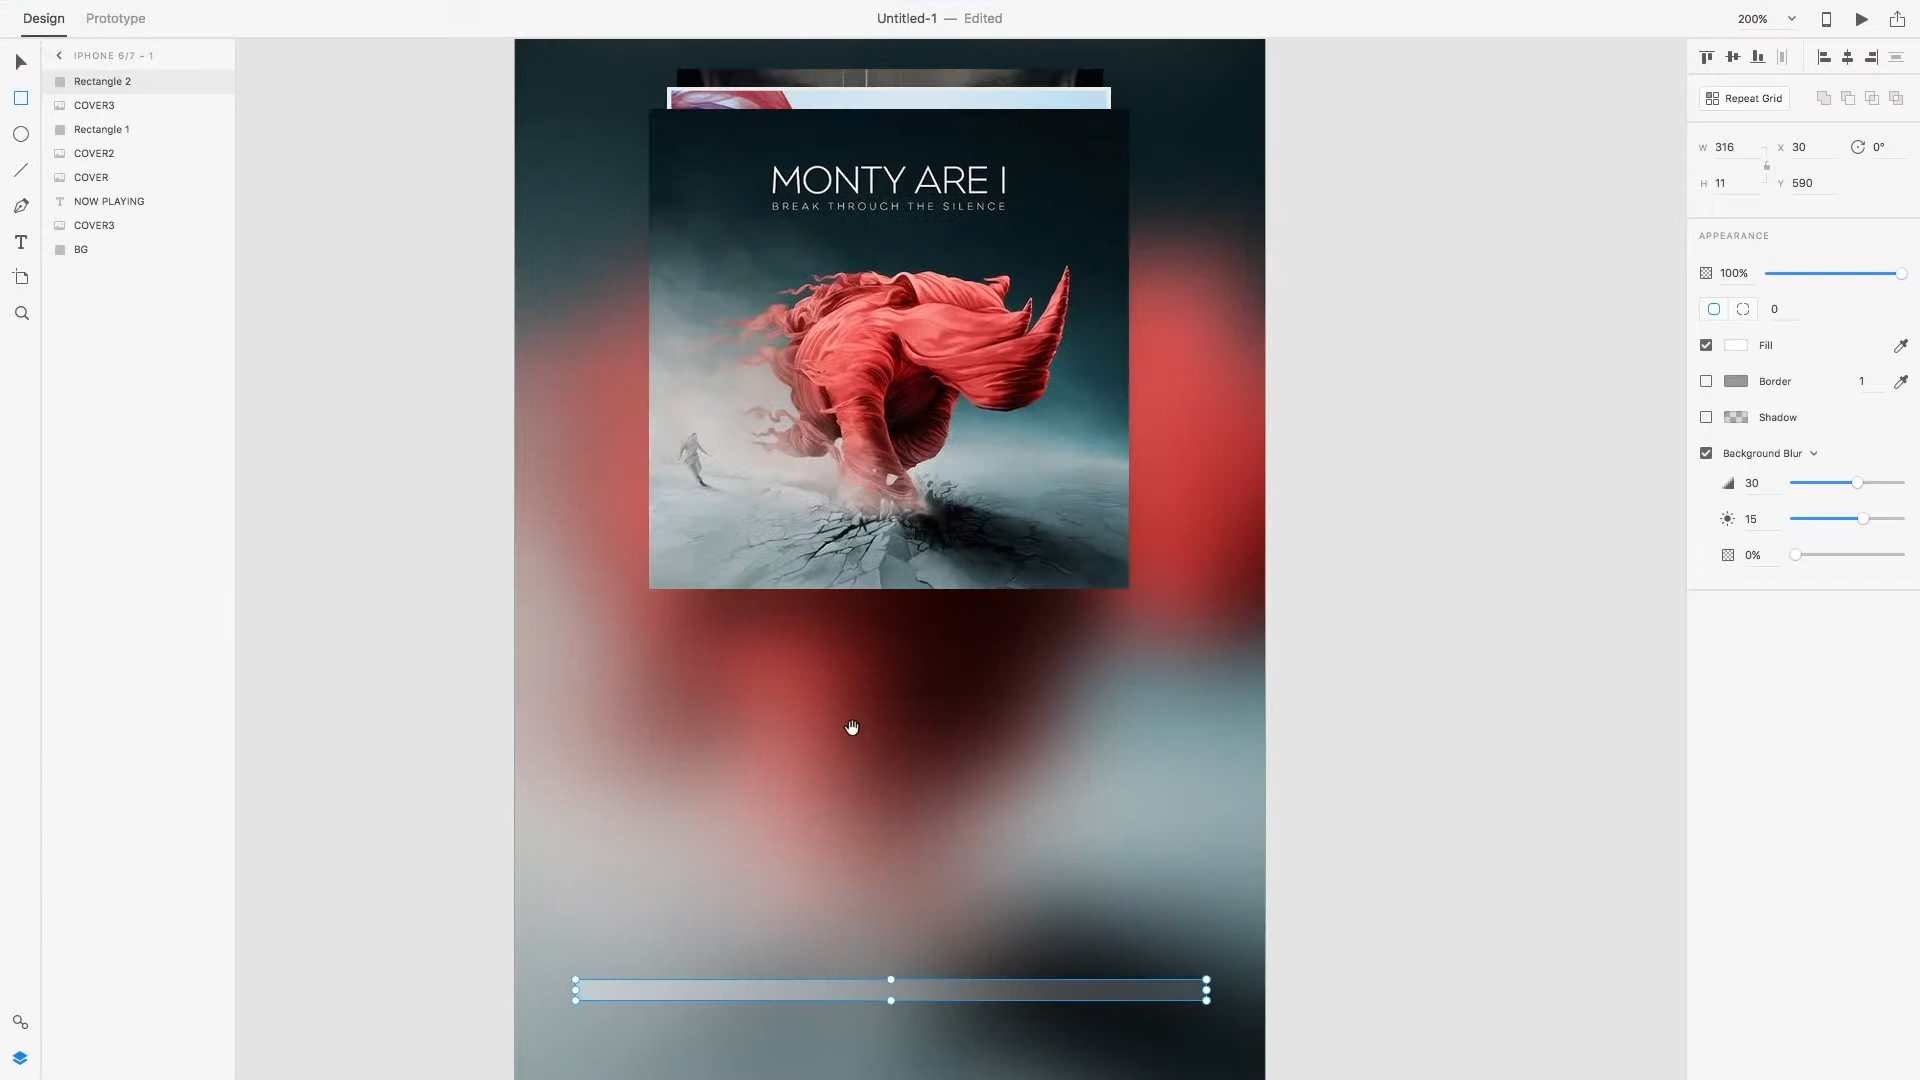 Design
Prototype
Untitled-1 — Edited
200%
IPHONE 6/7 – 1
Rectangle 2
COVER3
Rectangle 1
COVER2
COVER
NOW PLAYING
COVER3
BG
MONTY ARE I
BREAK THROUGH THE SILENCE
Repeat Grid
W 316 X 30 0°
H 11 Y 590
APPEARANCE
100%
0
Fill
Border 1
Shadow
Background Blur
30
15
0%